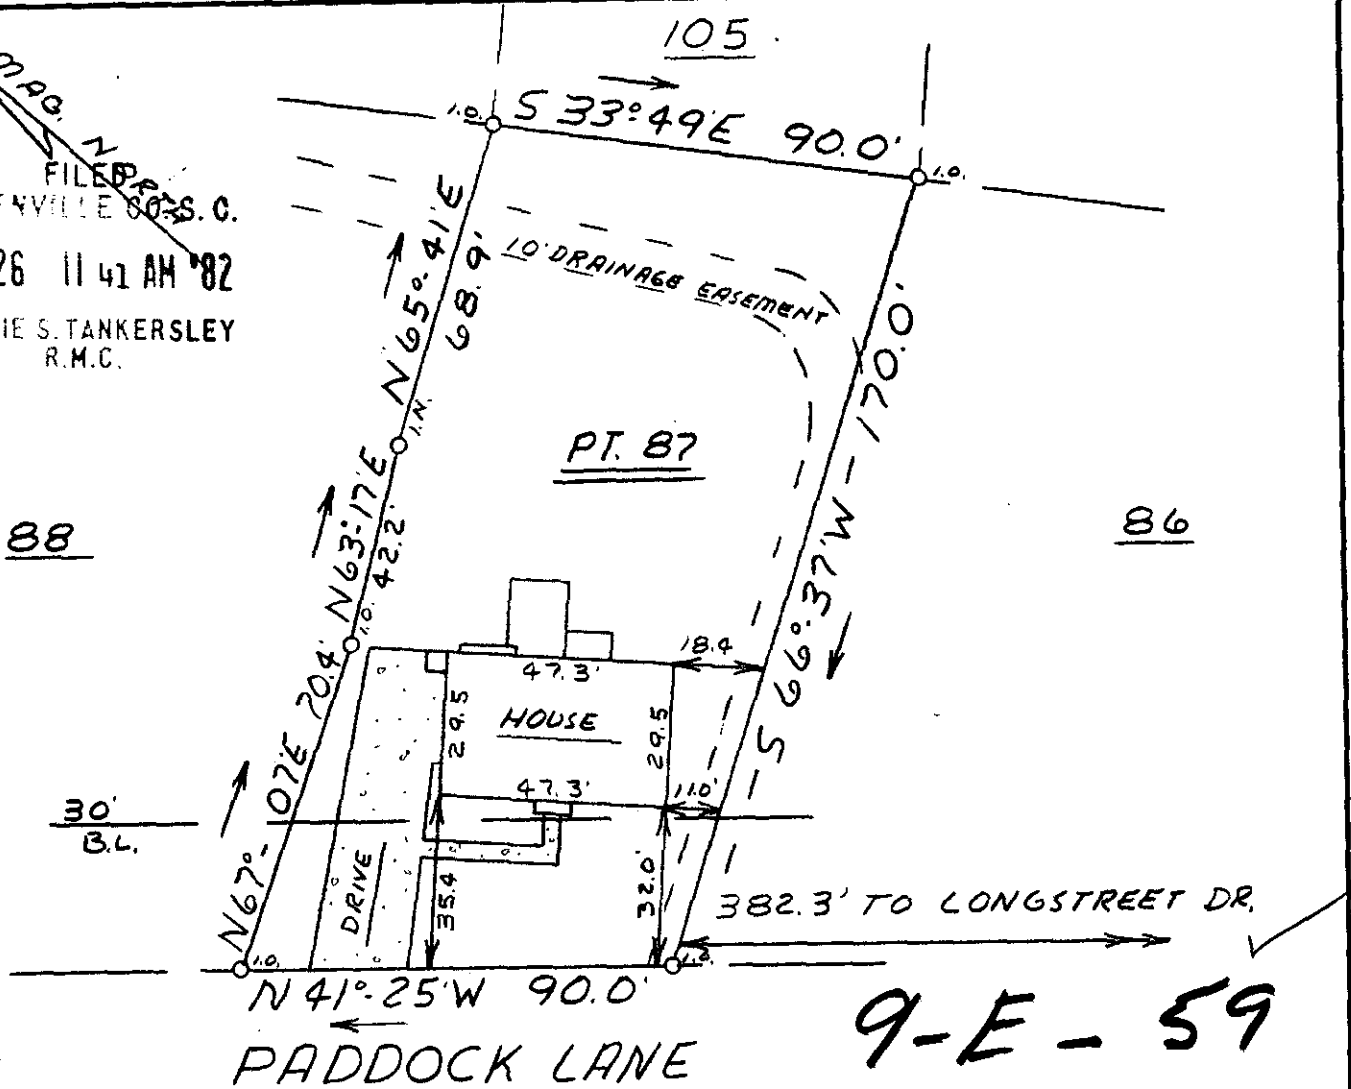 105
MAG. N
I.O.
S 33°-49'E 90.0'
I.O.
FILED
S.C.
26 11 41 AM '82
IE S. TANKERSLEY
R.M.C.
N 65°-41'E
68.9'
10' DRAINAGE EASEMENT
I.N.
S 66°-37'W - 170.0'
PT. 87
88
86
N 63°-17'E
42.2'
I.O.
18.4
47.3'
29.5
HOUSE
29.5
47.3'
11.0'
N 67°-07'E 70.4'
30'
B.L.
DRIVE
35.4
32.0'
382.3' TO LONGSTREET DR.
I.O.
I.O.
N 41°-25'W 90.0'
PADDOCK LANE
9-E-59